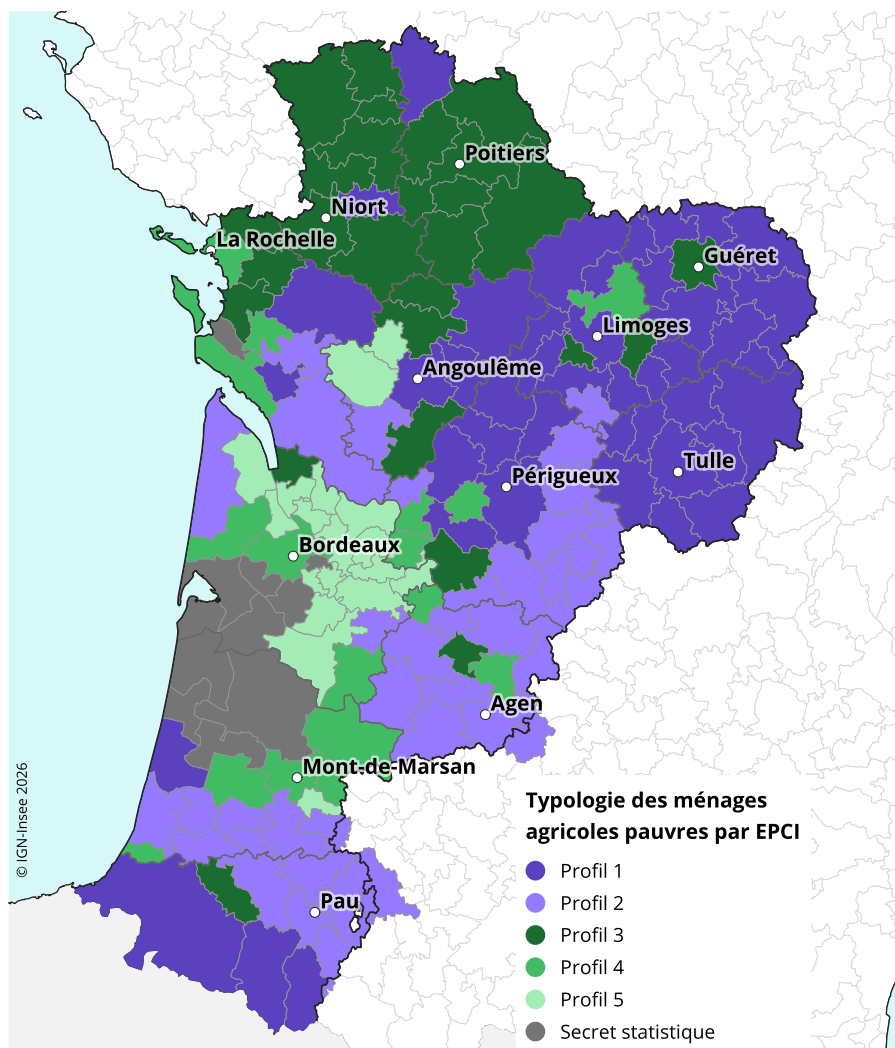 Poitiers
Niort
La Rochelle
Guéret
Limoges
Angoulême
Tulle
Périgueux
Bordeaux
Agen
Mont-de-Marsan
Pau
© IGN-Insee 2026
Typologie des ménages
agricoles pauvres par EPCI
Profil 1
Profil 2
Profil 3
Profil 4
Profil 5
Secret statistique